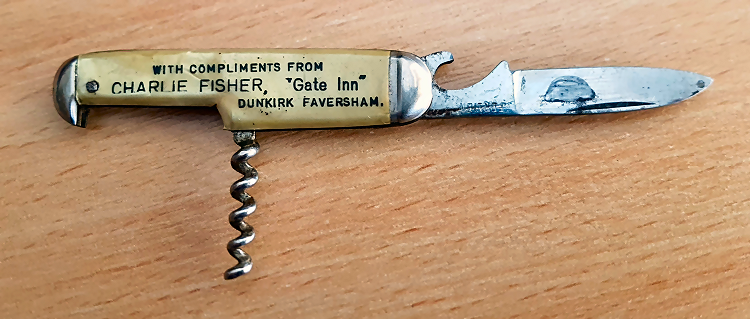 WITH COMPLIMENTS FROM
CHARLIE FISHER, "Gate Inn"
DUNKIRK FAVERSHAM.